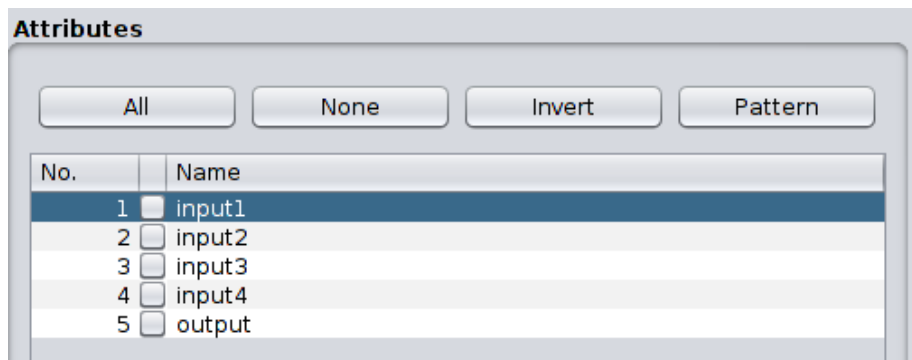 Attributes
All None Invert Pattern
No. Name
1 input1
2 input2
3 input3
4 input4
5 output